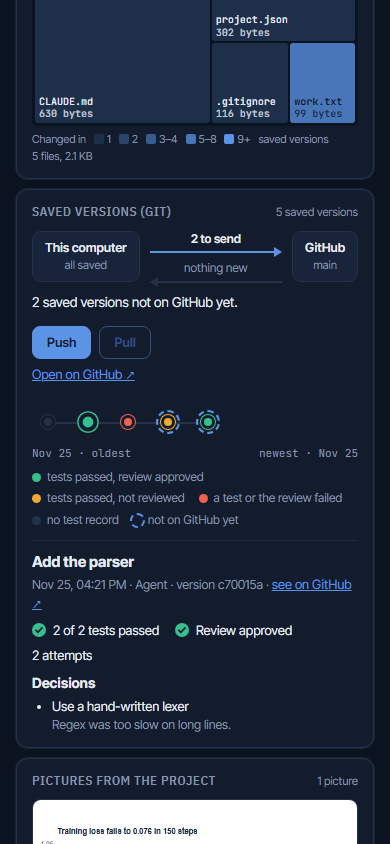 project.json
302 bytes
CLAUDE.md
630 bytes
.gitignore
116 bytes
work.txt
99 bytes
Changed in 1 2 3–4 5–8 9+ saved versions
5 files, 2.1 KB
SAVED VERSIONS (GIT)
5 saved versions
This computer
all saved
2 to send
nothing new
GitHub
main
2 saved versions not on GitHub yet.
Push
Pull
Open on GitHub ↗
Nov 25 · oldest
newest · Nov 25
tests passed, review approved
tests passed, not reviewed
a test or the review failed
no test record
not on GitHub yet
Add the parser
Nov 25, 04:21 PM · Agent · version c70015a · see on GitHub
↗
2 of 2 tests passed
Review approved
2 attempts
Decisions
• Use a hand-written lexer
Regex was too slow on long lines.
PICTURES FROM THE PROJECT
1 picture
Training loss falls to 0.076 in 150 steps